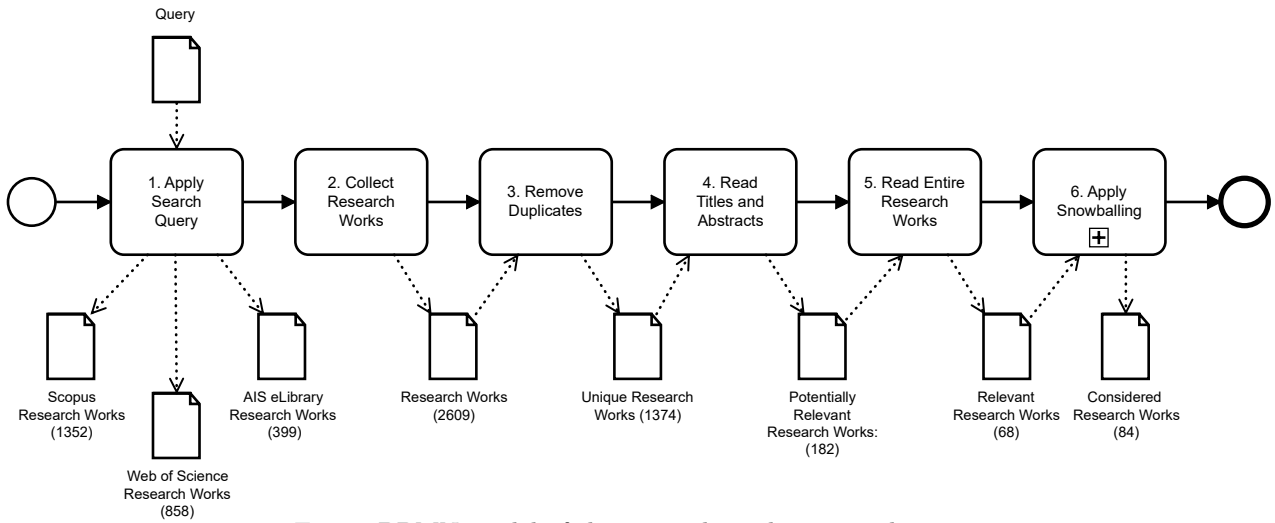 Query
1. Apply
Search
Query
2. Collect
Research
Works
3. Remove
Duplicates
4. Read
Titles and
Abstracts
5. Read Entire
Research
Works
6. Apply
Snowballing
Scopus
Research Works
(1352)
Web of Science
Research Works
(858)
AIS eLibrary
Research Works
(399)
Research Works
(2609)
Unique Research
Works (1374)
Potentially
Relevant
Research Works:
(182)
Relevant
Research Works
(68)
Considered
Research Works
(84)